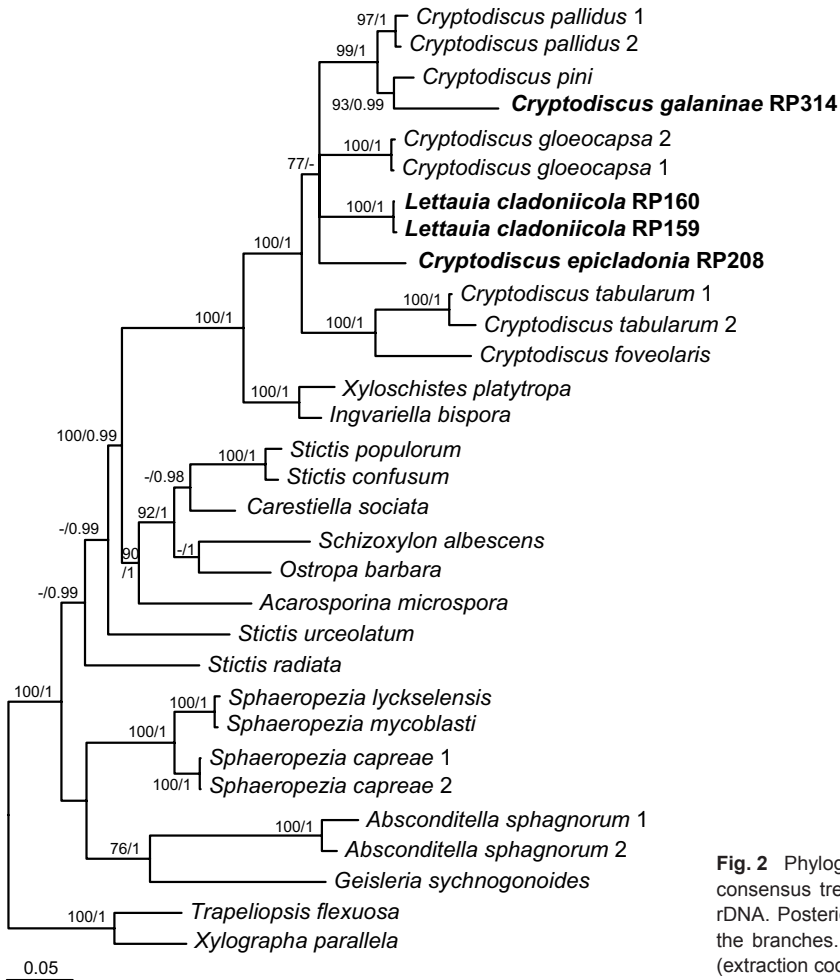 97/1
Cryptodiscus pallidus 1
Cryptodiscus pallidus 2
99/1
Cryptodiscus pini
93/0.99
Cryptodiscus galaninae RP314
Cryptodiscus gloeocapsa 2
100/1
Cryptodiscus gloeocapsa 1
77/-
Lettauia cladoniicola RP160
100/1
Lettauia cladoniicola RP159
100/1
Cryptodiscus epicladonia RP208
Cryptodiscus tabularum 1
100/1
Cryptodiscus tabularum 2
100/1
100/1
Cryptodiscus foveolaris
Xyloschistes platytropa
100/1
Ingvariella bispora
100/0.99
Stictis populorum
100/1
Stictis confusum
-/0.98
Carestiella sociata
92/1
-/0.99
Schizoxylon albescens
90
/1
-/1
Ostropa barbara
-/0.99
Acarosporina microspora
Stictis urceolatum
Stictis radiata
100/1
Sphaeropezia lyckselensis
100/1
Sphaeropezia mycoblasti
100/1
Sphaeropezia capreae 1
100/1
Sphaeropezia capreae 2
Absconditella sphagnorum 1
100/1
76/1
Absconditella sphagnorum 2
Geisleria sychnogonoides
Trapeliopsis flexuosa
100/1
Xylographa parallela
0.05
Fig. 2 Phylog
consensus tre
rDNA. Posteri
the branches.
(extraction coo